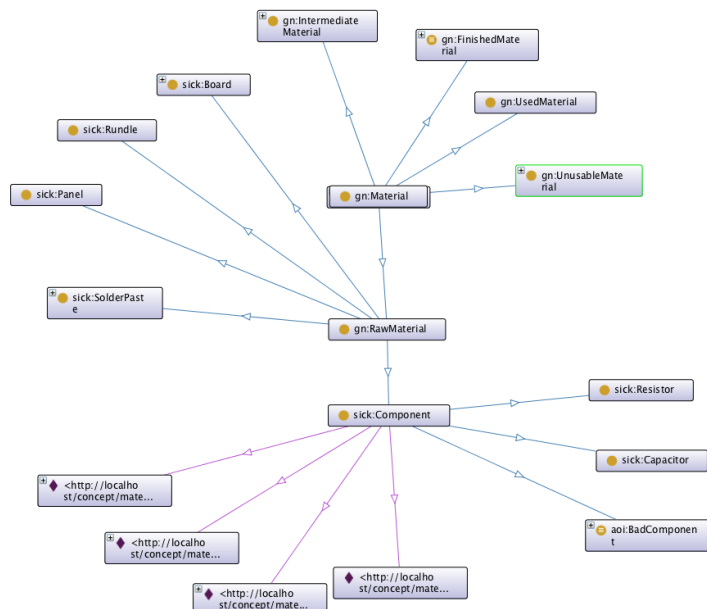 gn:Intermediate
Material
gn:FinishedMate
rial
sick:Board
gn:UsedMaterial
sick:Rundle
gn:UnusableMate
rial
sick:Panel
gn:Material
sick:SolderPast
e
gn:RawMaterial
sick:Resistor
sick:Component
sick:Capacitor
<http://localho
st/concept/mate...
aoi:BadComponen
t
<http://localho
st/concept/mate...
<http://localho
st/concept/mate...
<http://localho
st/concept/mate...